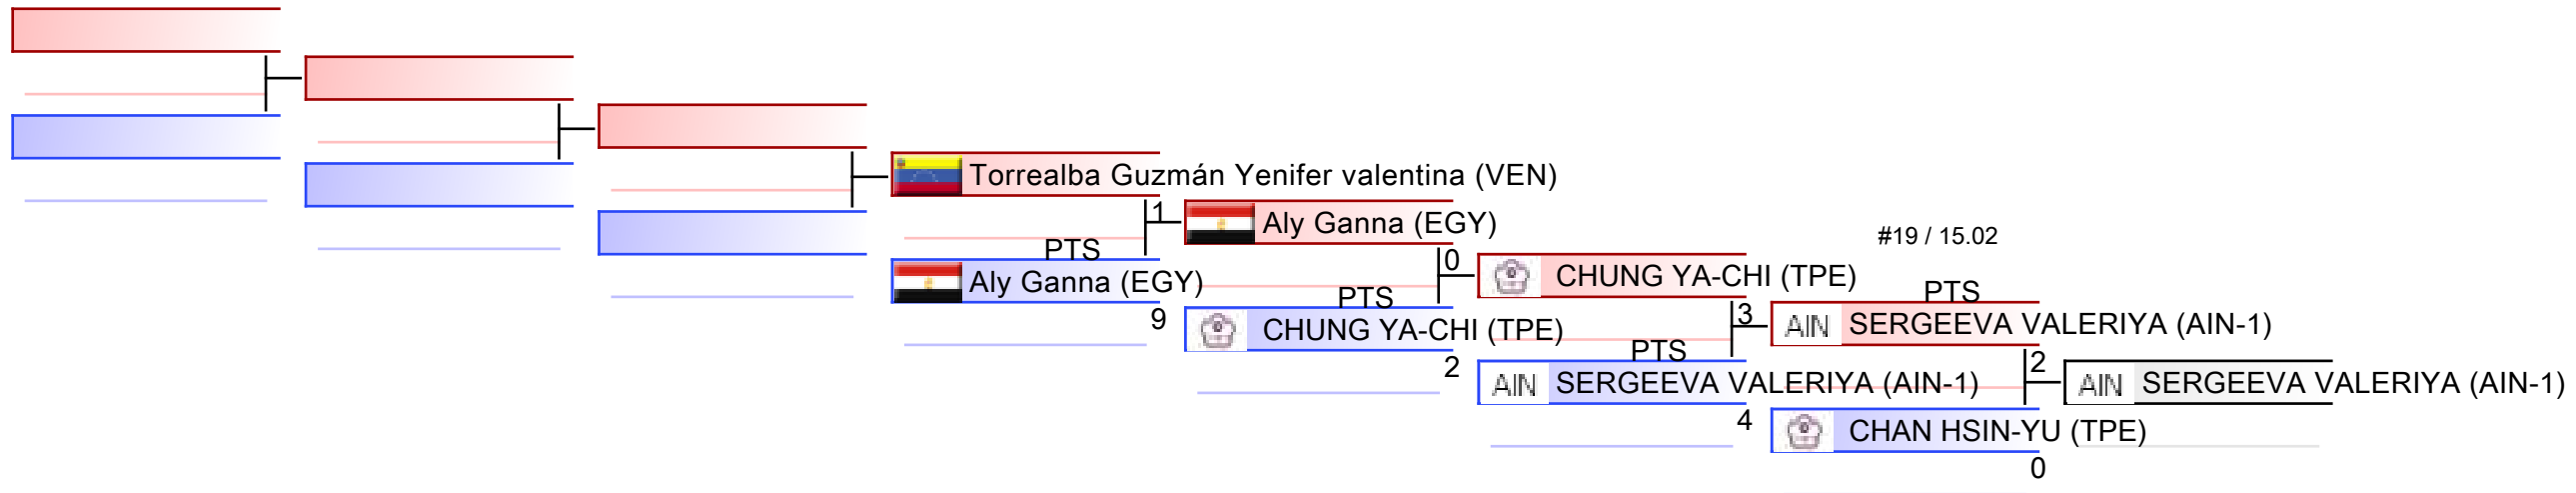 Torrealba Guzmán Yenifer valentina (VEN)
1
Aly Ganna (EGY)
#19 / 15.02
PTS
Aly Ganna (EGY)
9
0
CHUNG YA-CHI (TPE)
PTS
CHUNG YA-CHI (TPE)
2
3
PTS
AIN SERGEEVA VALERIYA (AIN-1)
PTS
AIN SERGEEVA VALERIYA (AIN-1)
4
2
AIN SERGEEVA VALERIYA (AIN-1)
CHAN HSIN-YU (TPE)
0